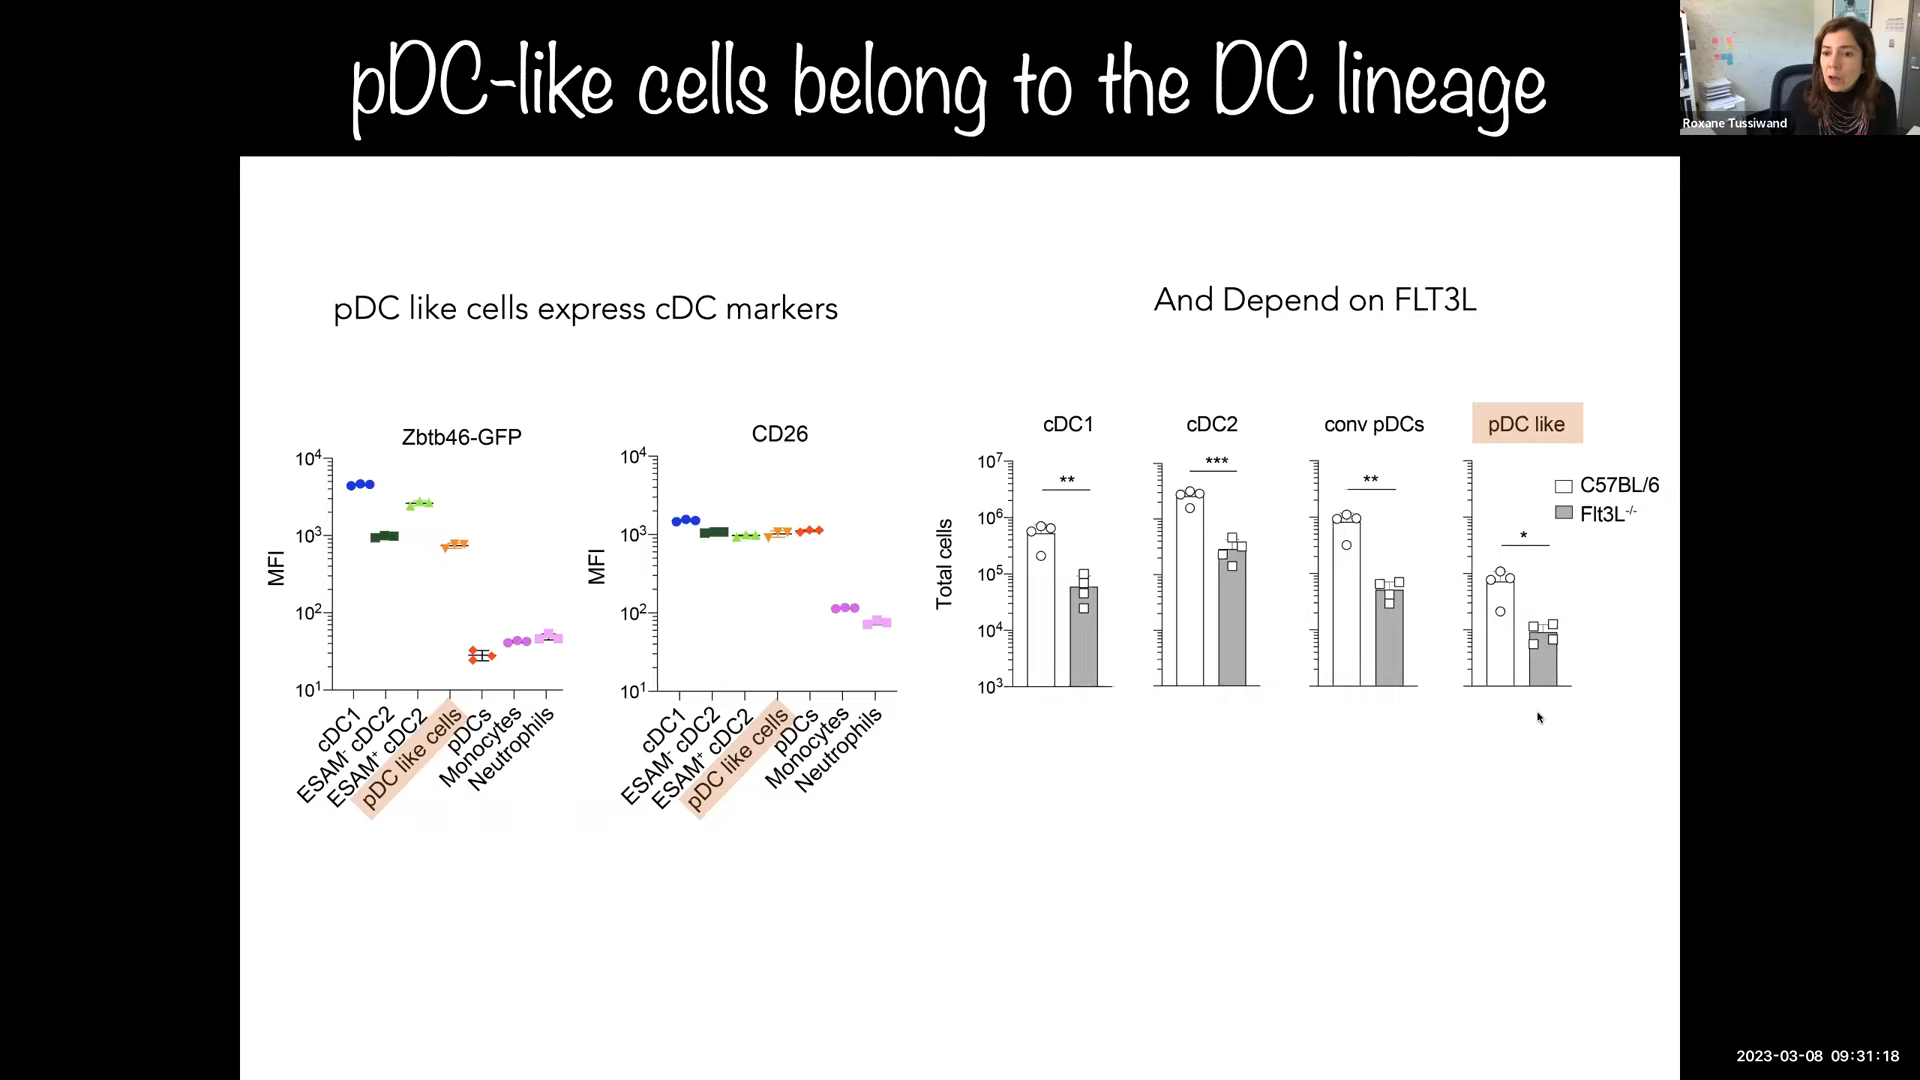 pDC-like cells belong to the DC lineage
Roxane Tussiwand
pDC like cells express cDC markers
And Depend on FLT3L
Zbtb46-GFP
MFI
10⁴
10³
10²
10¹
cDC1
ESAM⁻ cDC2
ESAM⁺ cDC2
pDC like cells
pDCs
Monocytes
Neutrophils
CD26
MFI
10⁴
10³
10²
10¹
cDC1
ESAM⁻ cDC2
ESAM⁺ cDC2
pDC like cells
pDCs
Monocytes
Neutrophils
cDC1
cDC2
conv pDCs
pDC like
Total cells
10⁷
10⁶
10⁵
10⁴
10³
**
***
**
*
C57BL/6
Flt3L⁻/⁻
2023-03-08 09:31:18